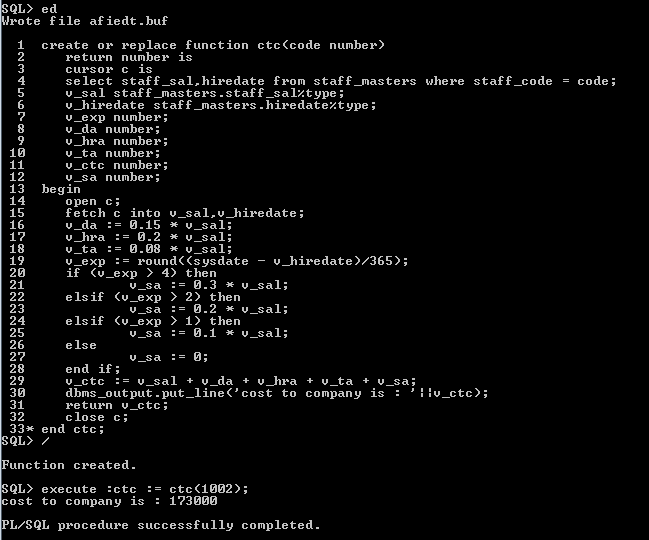 SQL> ed
Wrote file afiedt.buf
1 create or replace function ctc(code number)
2 return number is
3 cursor c is
4 select staff_sal,hiredate from staff_masters where staff_code = code;
5 v_sal staff_masters.staff_sal%type;
6 v_hiredate staff_masters.hiredate%type;
7 v_exp number;
8 v_da number;
9 v_hra number;
10 v_ta number;
11 v_ctc number;
12 v_sa number;
13 begin
14 open c;
15 fetch c into v_sal,v_hiredate;
16 v_da := 0.15 * v_sal;
17 v_hra := 0.2 * v_sal;
18 v_ta := 0.08 * v_sal;
19 v_exp := round((sysdate - v_hiredate)/365);
20 if (v_exp > 4) then
21 v_sa := 0.3 * v_sal;
22 elsif (v_exp > 2) then
23 v_sa := 0.2 * v_sal;
24 elsif (v_exp > 1) then
25 v_sa := 0.1 * v_sal;
26 else
27 v_sa := 0;
28 end if;
29 v_ctc := v_sal + v_da + v_hra + v_ta + v_sa;
30 dbms_output.put_line('cost to company is : '||v_ctc);
31 return v_ctc;
32 close c;
33* end ctc;
SQL> /
Function created.
SQL> execute :ctc := ctc(1002);
cost to company is : 173000
PL/SQL procedure successfully completed.